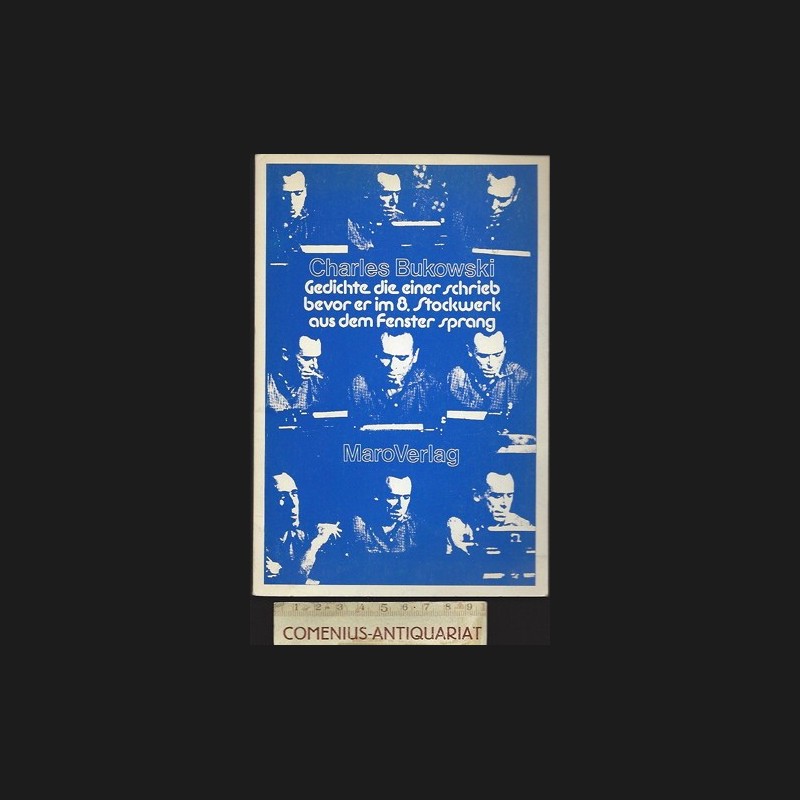 Charles Bukowski
Gedichte die einer schrieb
bevor er im 8. Stockwerk
aus dem Fenster sprang
MaroVerlag
1 2 3 4 5 6 7 8 9
COMENIUS-ANTIQUARIAT